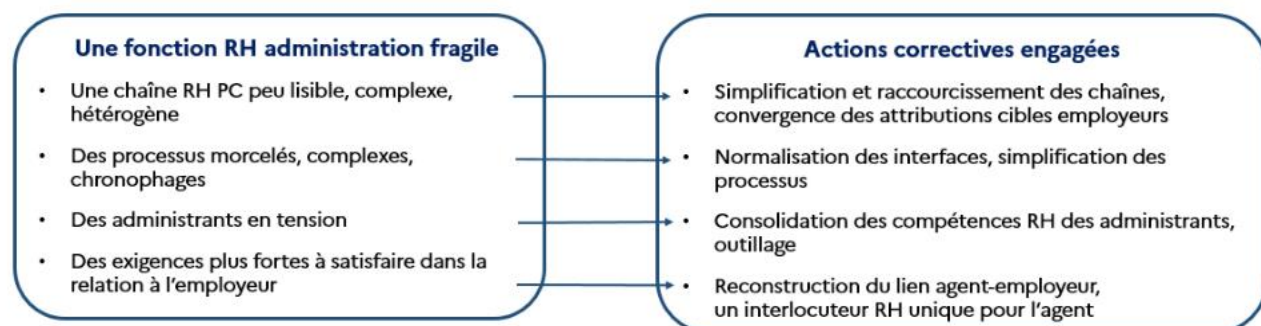 Une fonction RH administration fragile
• Une chaîne RH PC peu lisible, complexe,
hétérogène
• Des processus morcelés, complexes,
chronophages
• Des administrants en tension
• Des exigences plus fortes à satisfaire dans la
relation à l'employeur
Actions correctives engagées
• Simplification et raccourcissement des chaînes,
convergence des attributions cibles employeurs
• Normalisation des interfaces, simplification des
processus
• Consolidation des compétences RH des administrants,
outillage
• Reconstruction du lien agent-employeur,
un interlocuteur RH unique pour l'agent